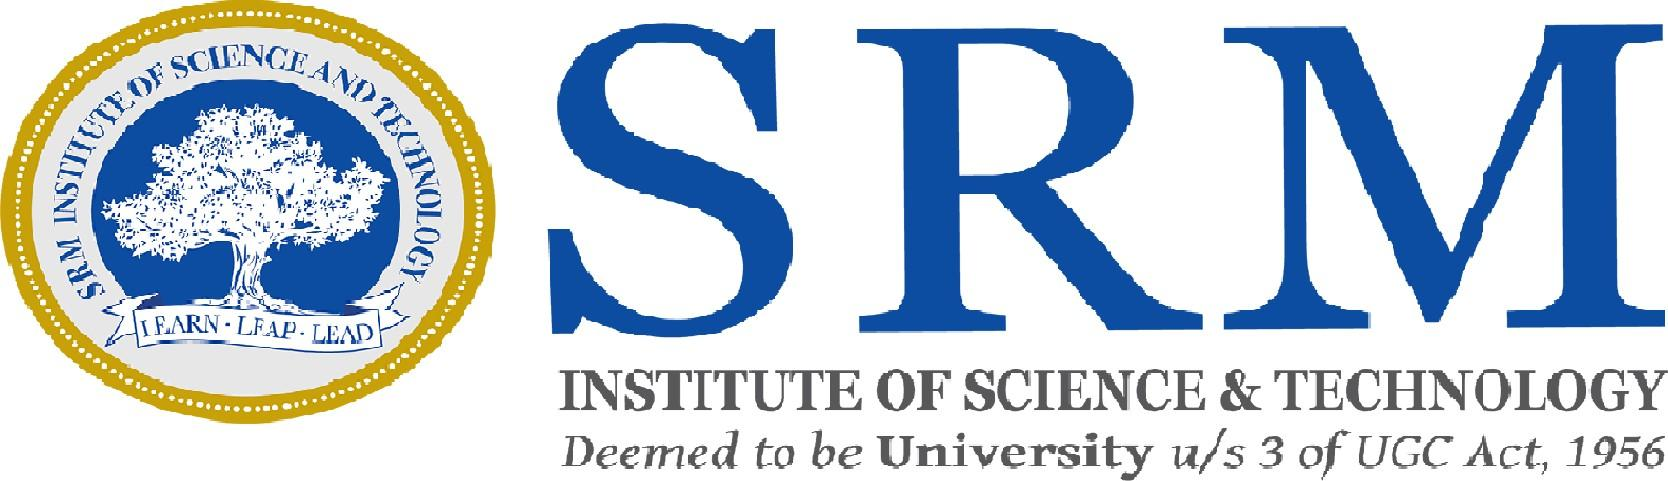 SRM INSTITUTE OF SCIENCE AND TECHNOLOGY
LEARN · LEAP · LEAD
SRM
INSTITUTE OF SCIENCE & TECHNOLOGY
Deemed to be University u/s 3 of UGC Act, 1956